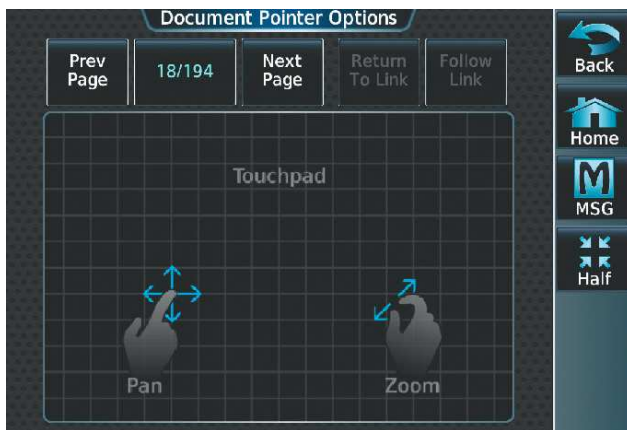 Document Pointer Options
Prev
Page
18/194
Next
Page
Return
To Link
Follow
Link
Touchpad
Pan
Zoom
Back
Home
MSG
Half